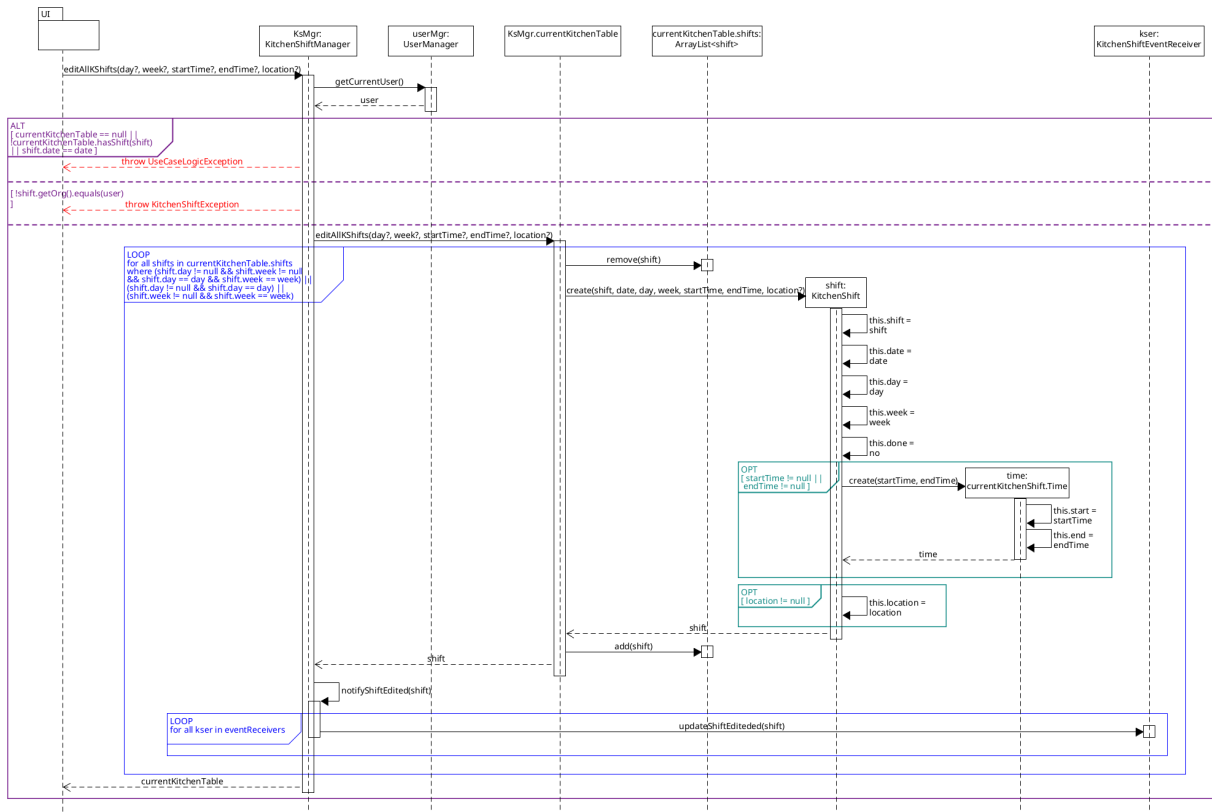 UI
KsMgr:
KitchenShiftManager
userMgr:
UserManager
KsMgr.currentKitchenTable
currentKitchenTable.shifts:
ArrayList<shift>
kser:
KitchenShiftEventReceiver
editAllKShifts(day?, week?, startTime?, endTime?, location?)
getCurrentUser()
user
ALT
[ currentKitchenTable == null ||
!currentKitchenTable.hasShift(shift)
|| shift.date == date ]
throw UseCaseLogicException
[ !shift.getOrg().equals(user)
]
throw KitchenShiftException
editAllKShifts(day?, week?, startTime?, endTime?, location?)
LOOP
for all shifts in currentKitchenTable.shifts
where (shift.day != null && shift.week != null
&& shift.day == day && shift.week == week) ||
(shift.day != null && shift.day == day) ||
(shift.week != null && shift.week == week)
remove(shift)
create(shift, date, day, week, startTime, endTime, location?)
shift:
KitchenShift
this.shift =
shift
this.date =
date
this.day =
day
this.week =
week
this.done =
no
OPT
[ startTime != null ||
endTime != null ]
create(startTime, endTime)
time:
currentKitchenShift.Time
this.start =
startTime
this.end =
endTime
time
OPT
[ location != null ]
this.location =
location
shift
add(shift)
shift
notifyShiftEdited(shift)
LOOP
for all kser in eventReceivers
updateShiftEditeded(shift)
currentKitchenTable